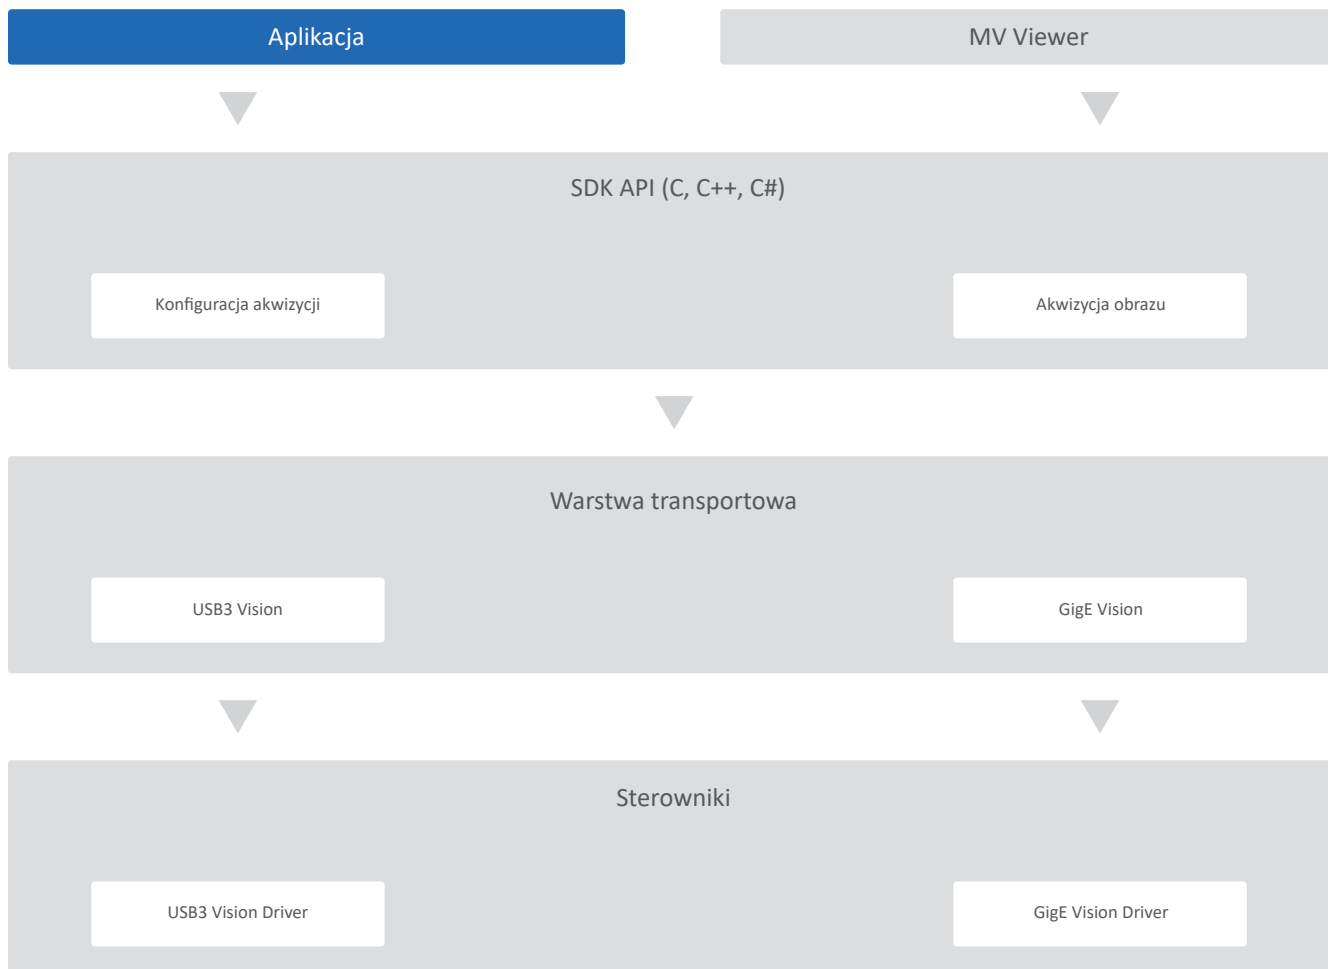 Aplikacja
MV Viewer
SDK API (C, C++, C#)
Konfiguracja akwizycji
Akwizycja obrazu
Warstwa transportowa
USB3 Vision
GigE Vision
Sterowniki
USB3 Vision Driver
GigE Vision Driver